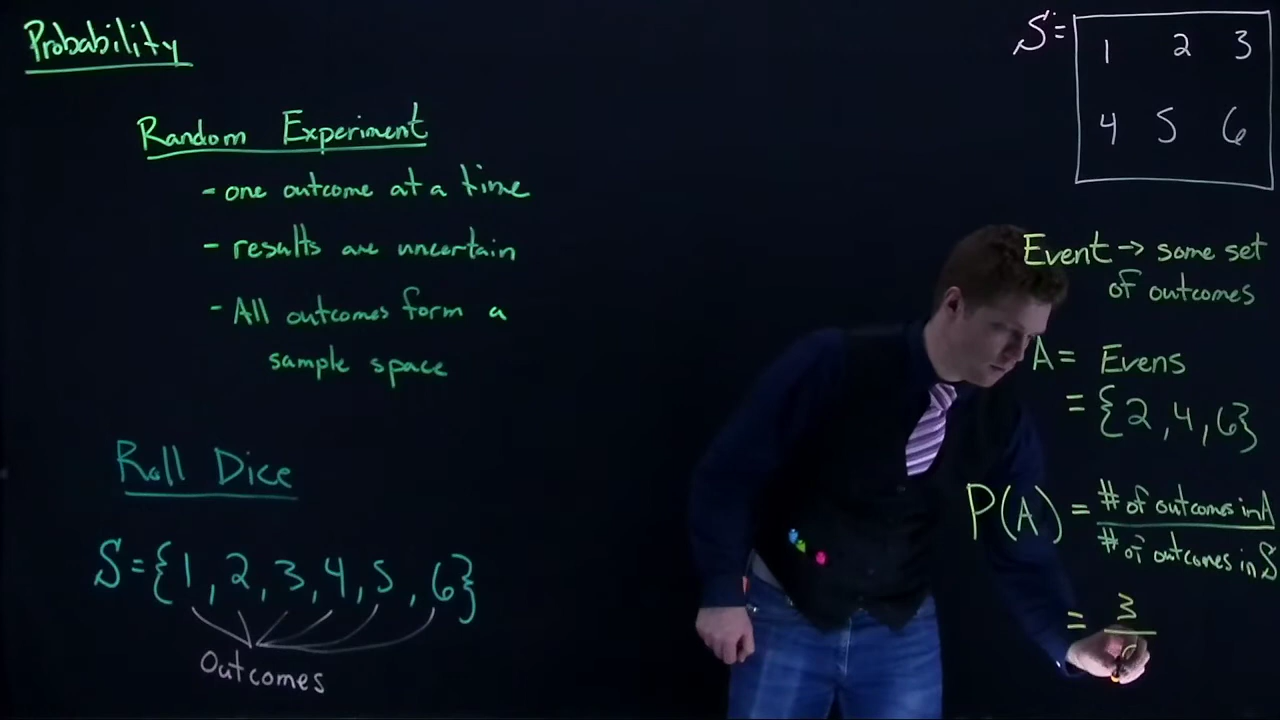 Probability
Random Experiment
- one outcome at a time
- results are uncertain
- All outcomes form a
sample space
Roll Dice
S={1,2,3,4,5,6}
Outcomes
S=
1 2 3
4 5 6
Event → some set
of outcomes
A = Evens
= {2,4,6}
P(A) = # of outcomes in A
# of outcomes in S
= 3